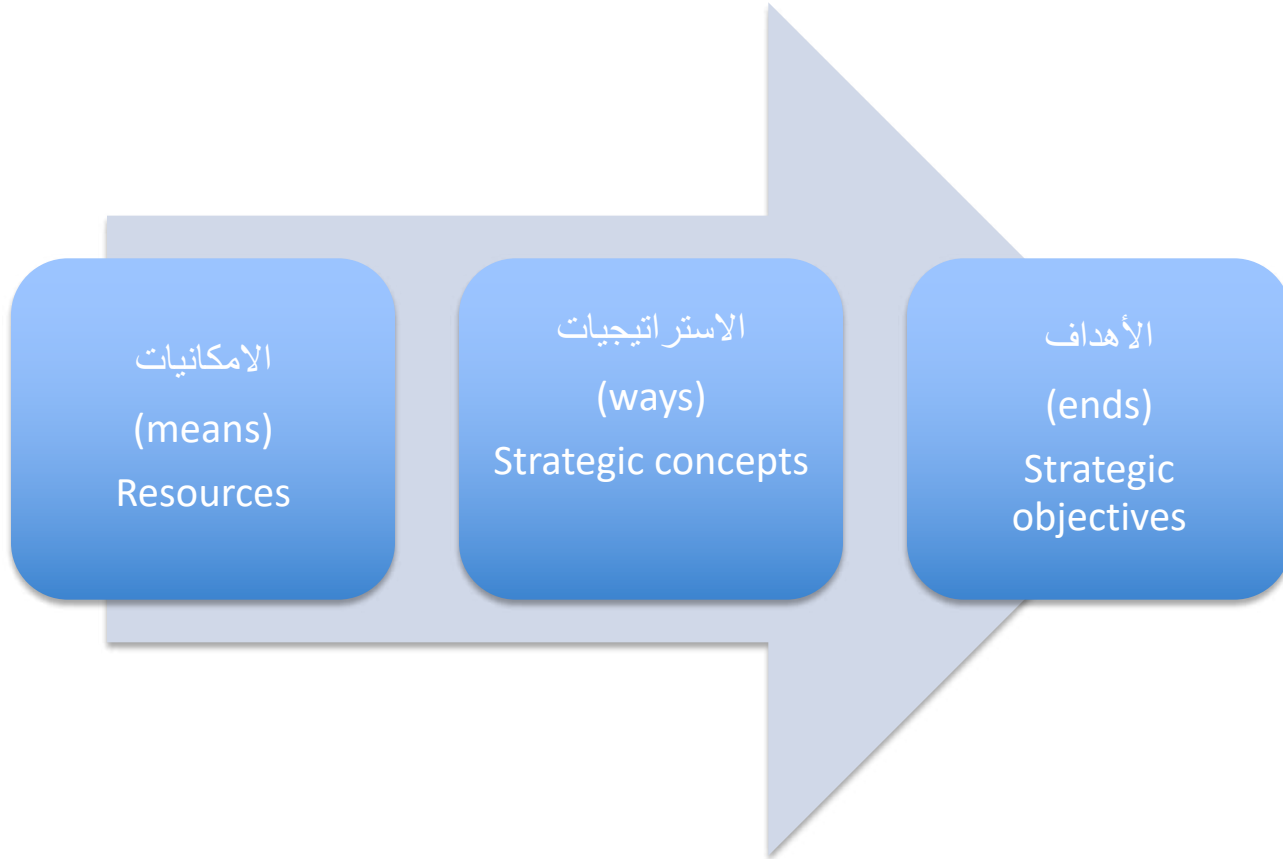 الامكانيات
(means)
Resources
الاستراتيجيات
(ways)
Strategic concepts
الأهداف
(ends)
Strategic
objectives